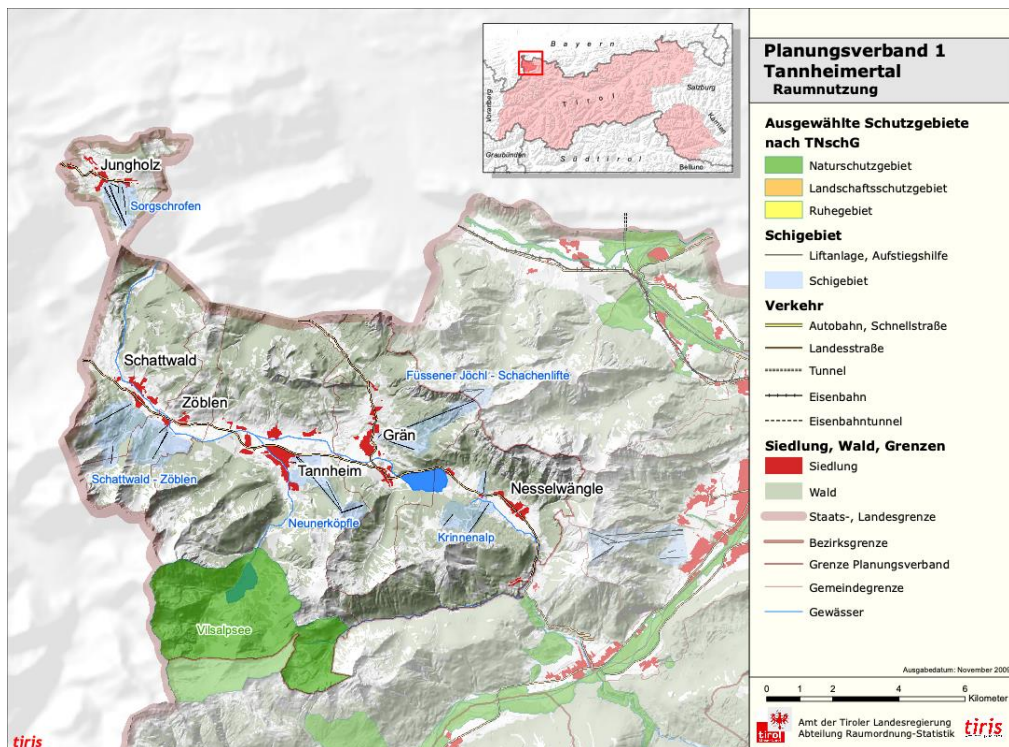 Planungsverband 1
Tannheimertal
Raumnutzung
Ausgewählte Schutzgebiete
nach TNschG
Naturschutzgebiet
Landschaftsschutzgebiet
Ruhegebiet
Schigebiet
Liftanlage, Aufstiegshilfe
Schigebiet
Verkehr
Autobahn, Schnellstraße
Landesstraße
Tunnel
Eisenbahn
Eisenbahntunnel
Siedlung, Wald, Grenzen
Siedlung
Wald
Staats-, Landesgrenze
Bezirksgrenze
Grenze Planungsverband
Gemeindegrenze
Gewässer
Ausgabedatum: November 2009
0 2 4 6
Kilometer
tirol
Amt der Tiroler Landesregierung
Abteilung Raumordnung-Statistik
tiris
Bayern
Vorarlberg
Tirol
Salzburg
Kärnten
Graubünden
Südtirol
Belluno
Jungholz
Sorgschrofen
Schattwald
Zöblen
Füssener Jöchl - Schachenlifte
Grän
Tannheim
Schattwald - Zöblen
Nesselwängle
Neunerköpfle
Krinnenalp
Vilsalpsee
tiris